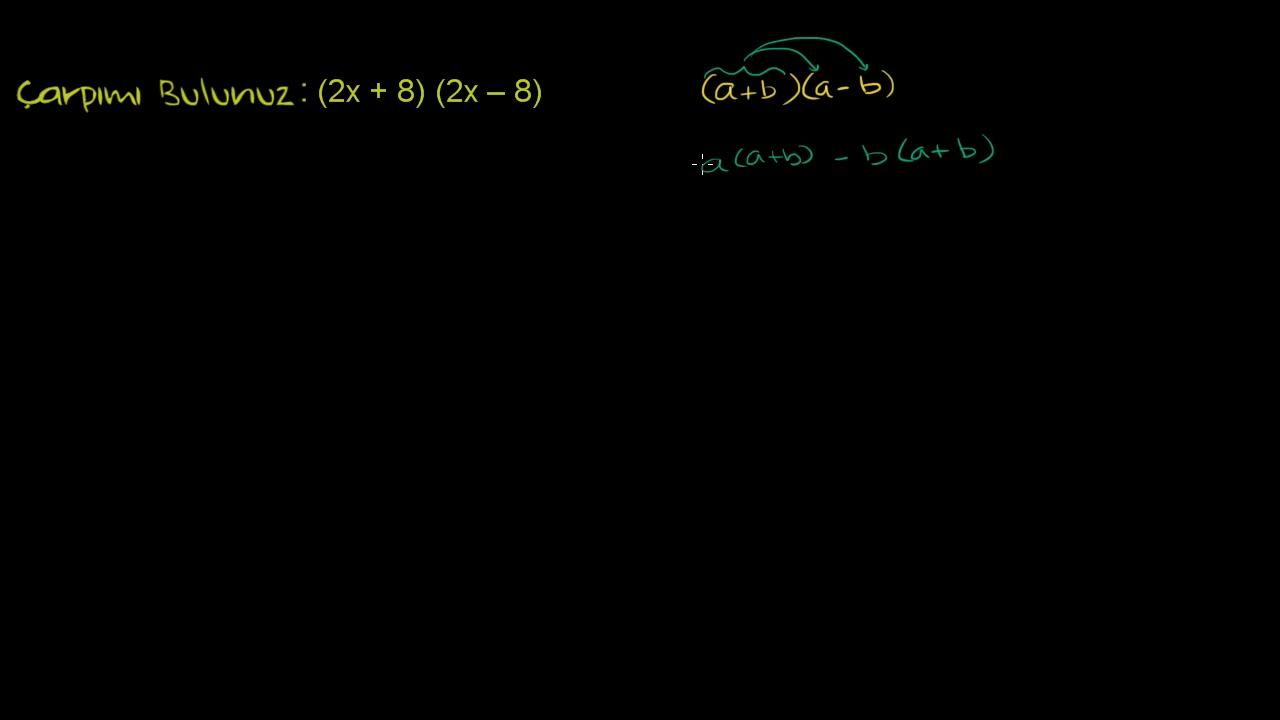 Çarpımı Bulunuz: (2x + 8) (2x – 8)
(a+b)(a-b)
a(a+b) - b(a+b)